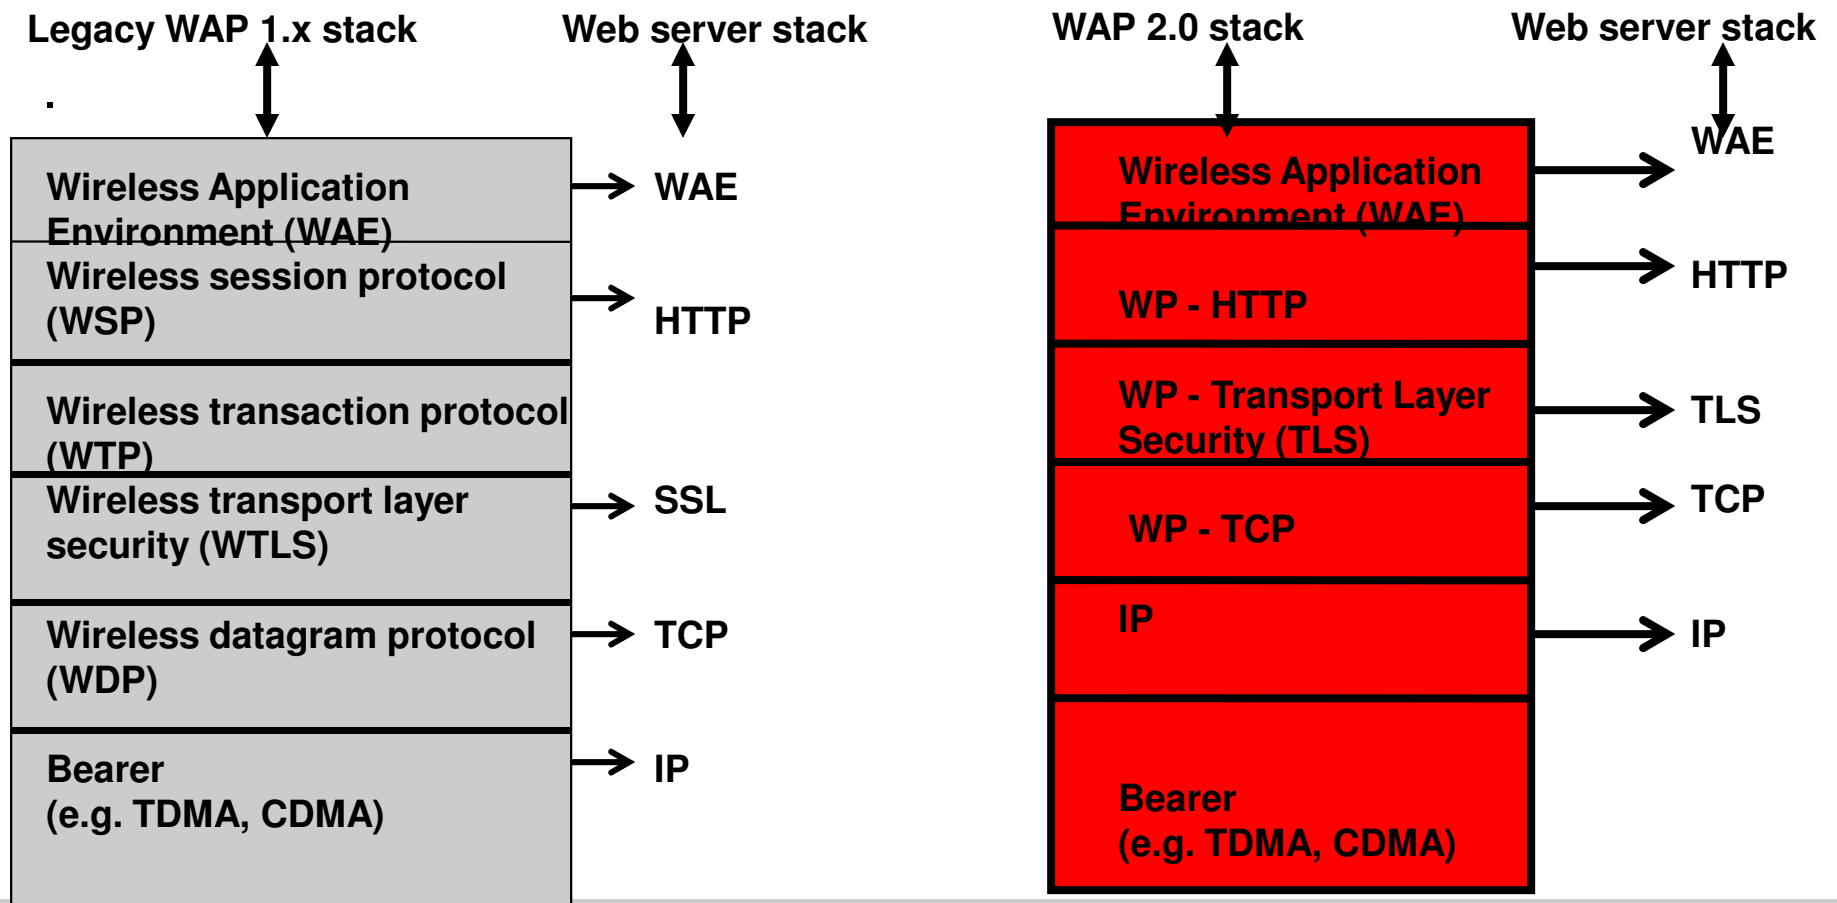 Legacy WAP 1.x stack
Web server stack
.
Wireless Application
Environment (WAE)
WAE
Wireless session protocol
(WSP)
HTTP
Wireless transaction protocol
(WTP)
Wireless transport layer
security (WTLS)
SSL
Wireless datagram protocol
(WDP)
TCP
Bearer
(e.g. TDMA, CDMA)
IP
WAP 2.0 stack
Web server stack
Wireless Application
Environment (WAE)
WAE
WP - HTTP
HTTP
WP - Transport Layer
Security (TLS)
TLS
WP - TCP
TCP
IP
IP
Bearer
(e.g. TDMA, CDMA)